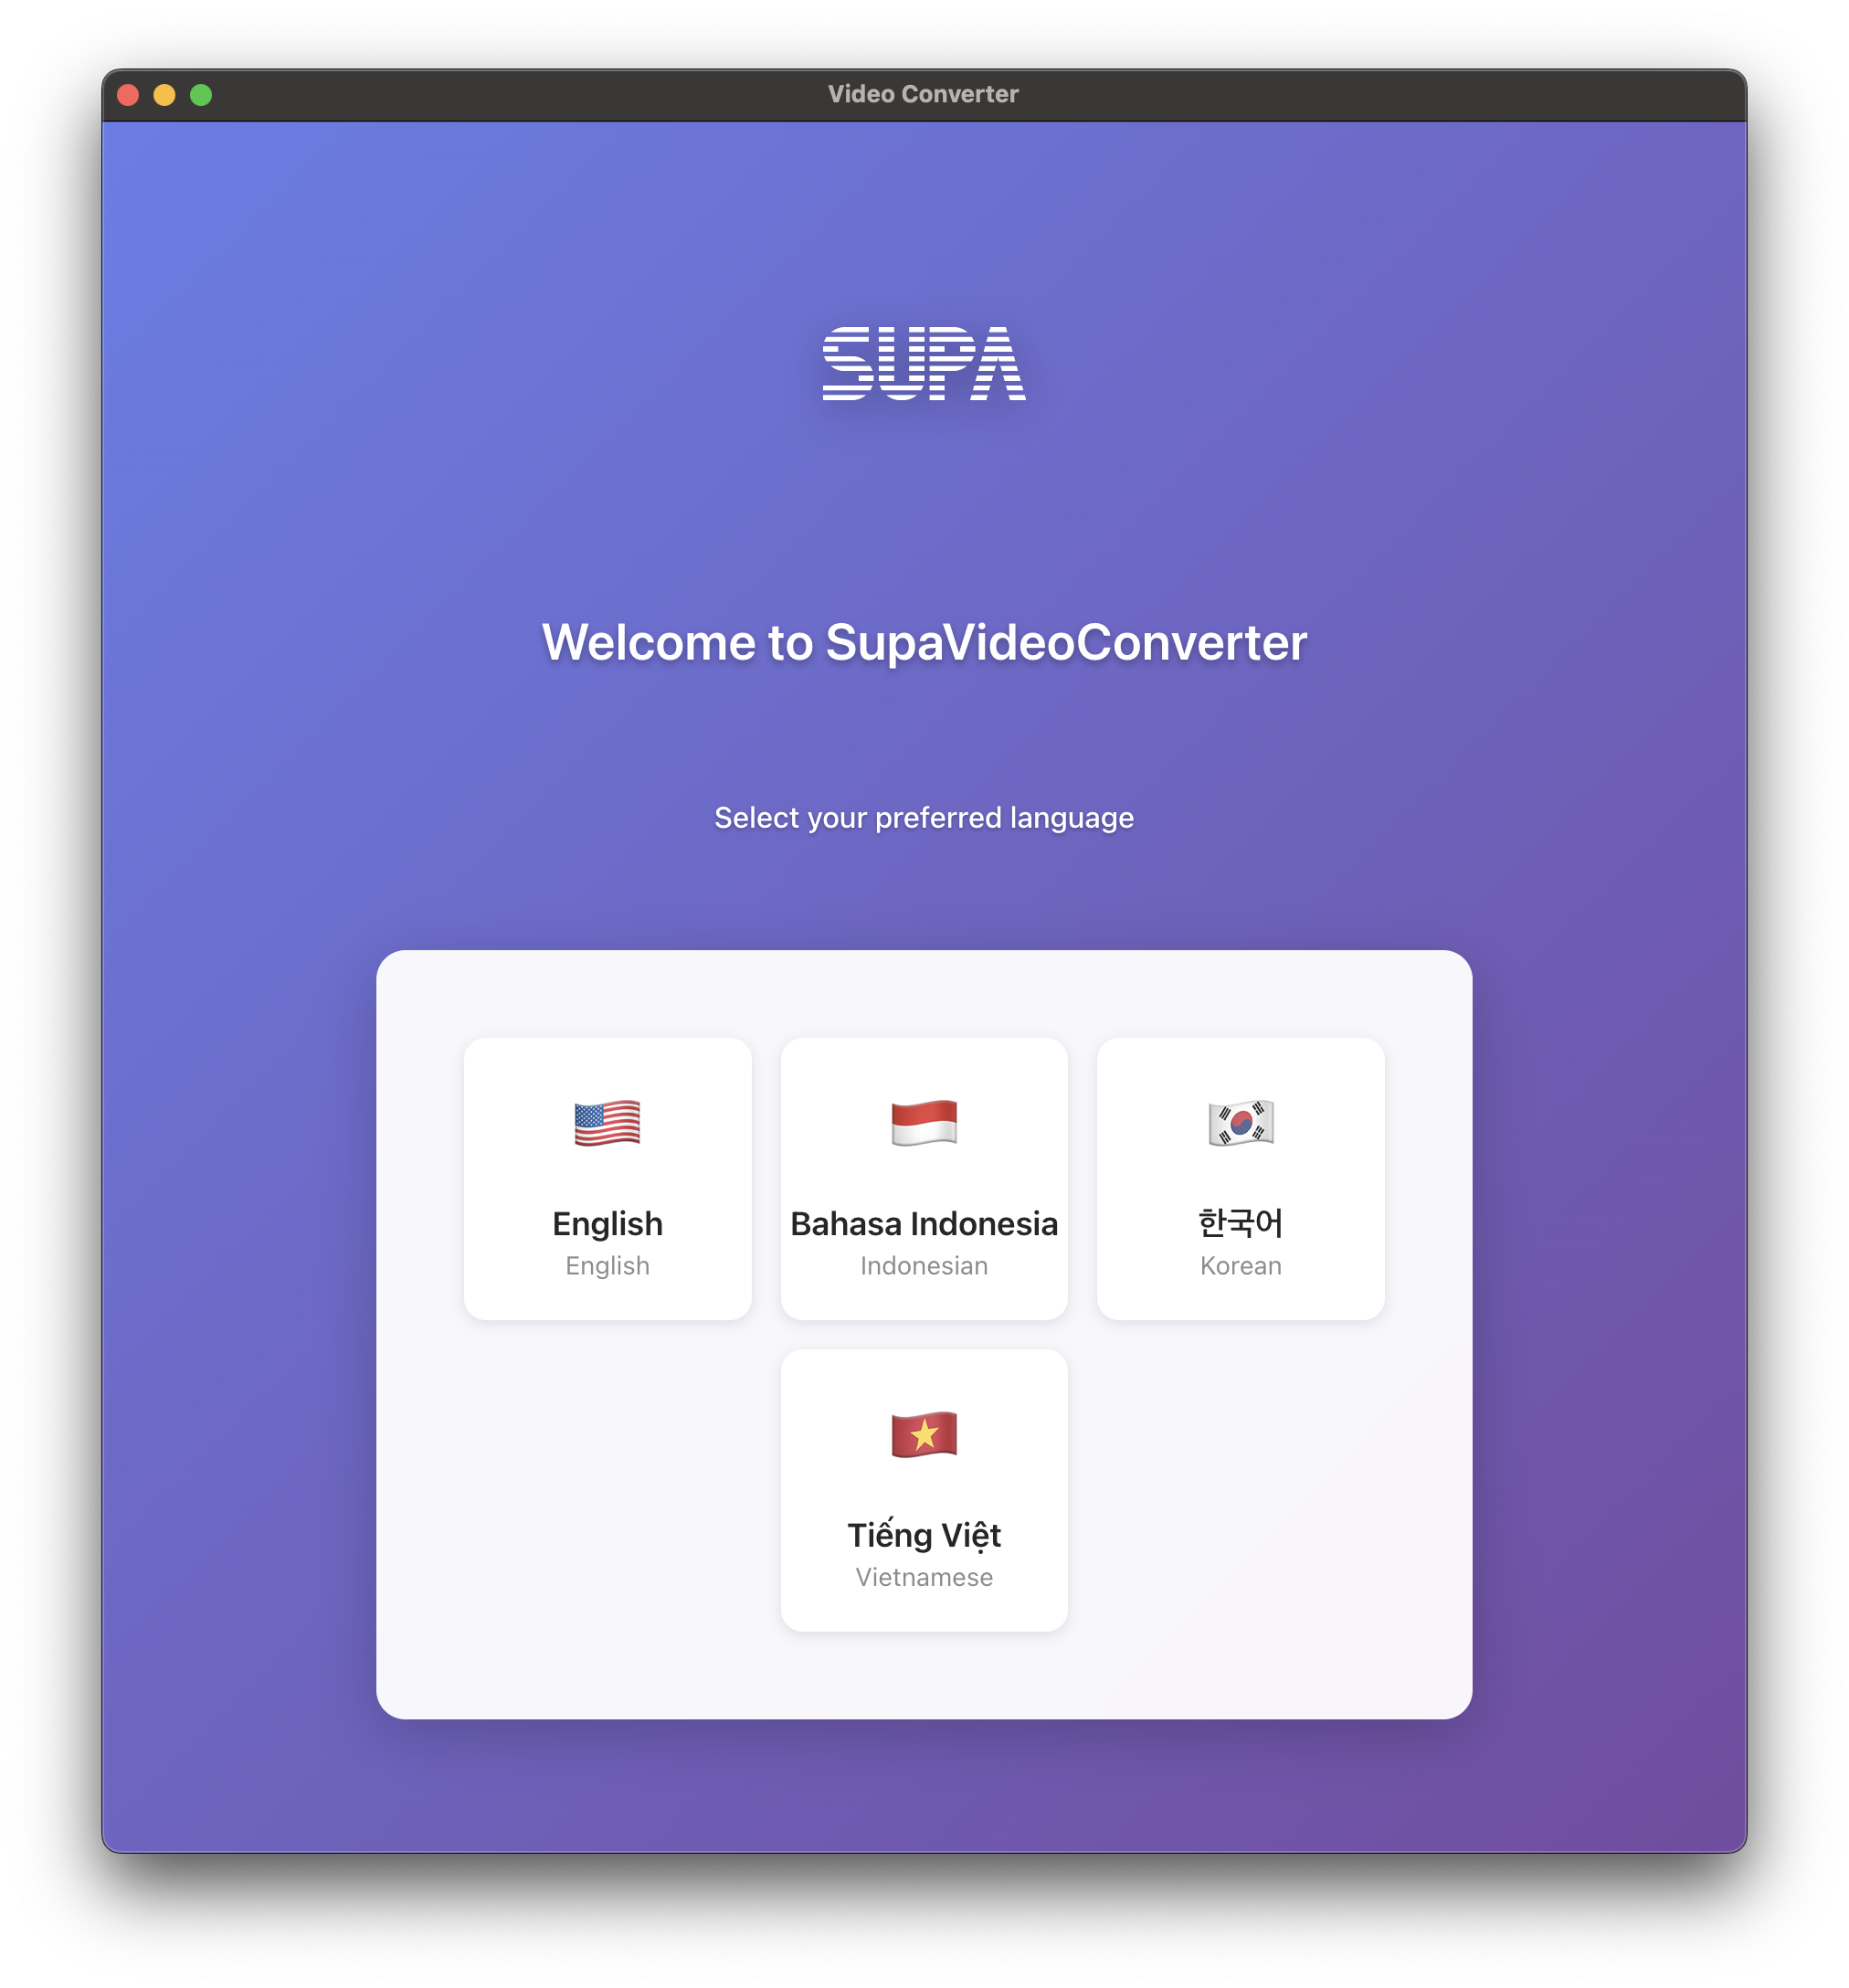 Video Converter
SUPA
Welcome to SupaVideoConverter
Select your preferred language
English
English
Bahasa Indonesia
Indonesian
한국어
Korean
Tiếng Việt
Vietnamese